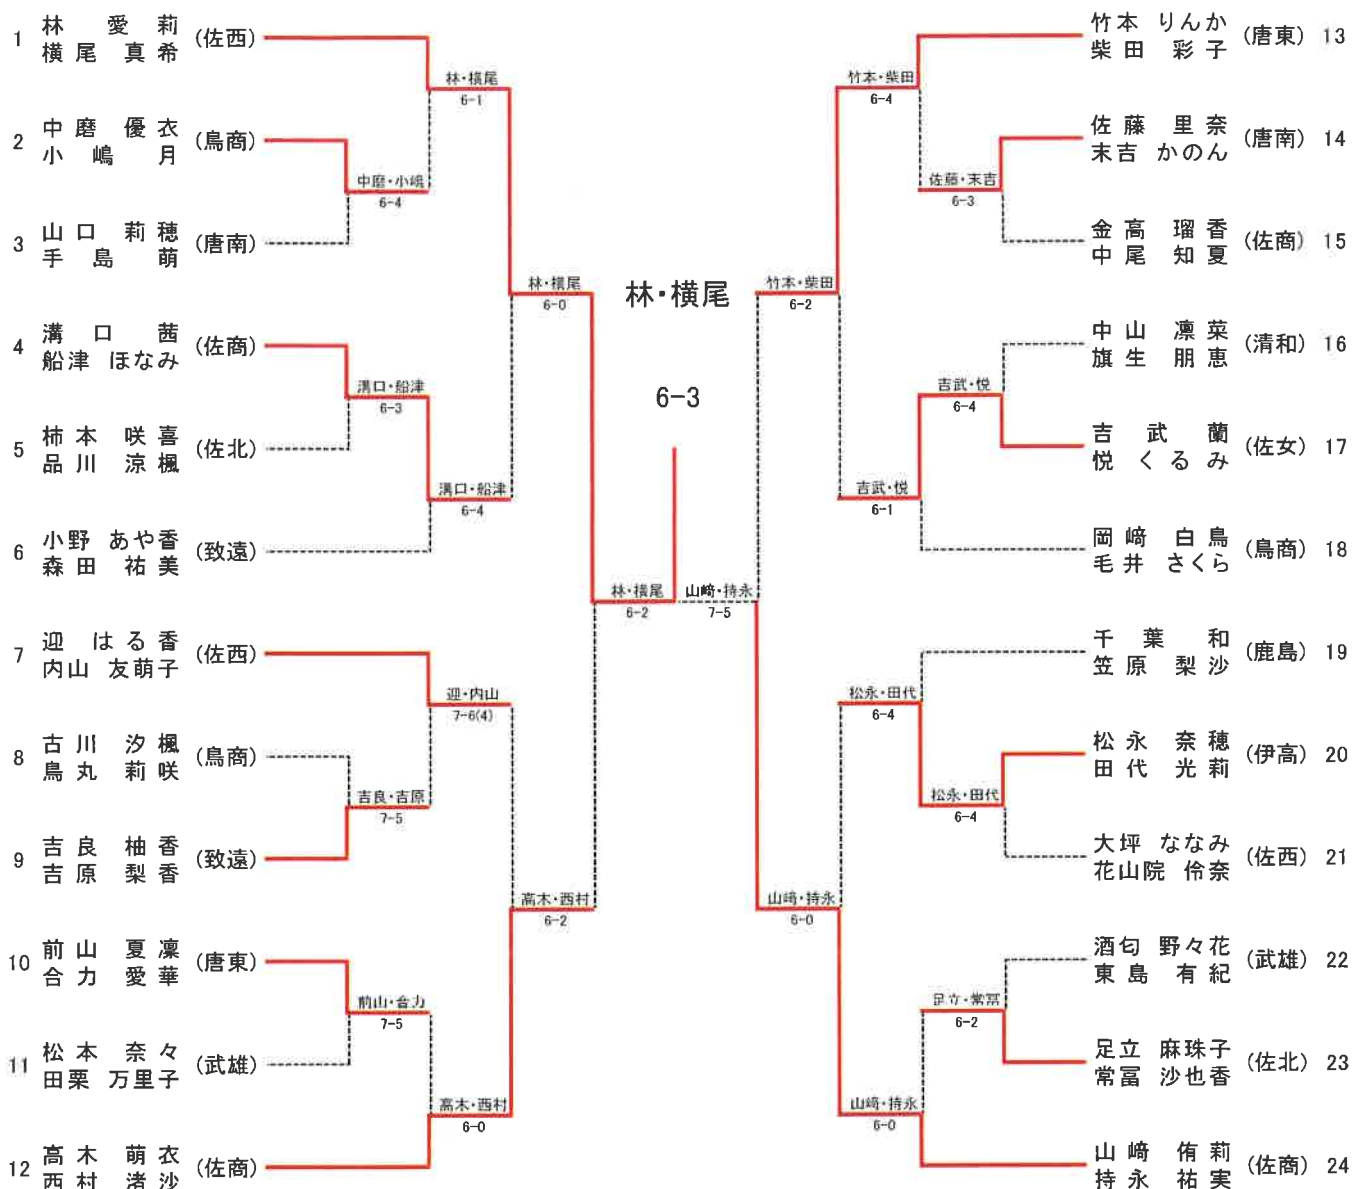 1 林 愛莉 (佐西)
横尾 真希
2 中磨 優衣 (鳥商)
小嶋 月
3 山口 莉穂 (唐南)
手島 萌
4 溝口 茜 (佐商)
船津 ほなみ
5 柿本 咲喜 (佐北)
品川 涼楓
6 小野 あや香 (致遠)
森田 祐美
7 迎 はる香 (佐西)
内山 友萌子
8 古川 汐楓 (鳥商)
鳥丸 莉咲
9 吉良 柚香 (致遠)
吉原 梨香
10 前山 夏凜 (唐東)
合力 愛華
11 松本 奈々 (武雄)
田栗 万里子
12 高木 萌衣 (佐商)
西村 渚沙
林・横尾
6-1
中磨・小嶋
6-4
林・横尾
6-0
溝口・船津
6-3
溝口・船津
6-4
林・横尾
6-2
迎・内山
7-6(4)
吉良・吉原
7-5
高木・西村
6-2
前山・合力
7-5
高木・西村
6-0
林・横尾
6-3
竹本・柴田
6-4
佐藤・末吉
6-3
竹本・柴田
6-2
吉武・悦
6-4
吉武・悦
6-1
山﨑・持永
7-5
松永・田代
6-4
松永・田代
6-4
山﨑・持永
6-0
足立・常冨
6-2
山﨑・持永
6-0
竹本 りんか (唐東) 13
柴田 彩子
佐藤 里奈 (唐南) 14
末吉 かのん
金高 瑠香 (佐商) 15
中尾 知夏
中山 凛菜 (清和) 16
旗生 朋恵
吉武 蘭 (佐女) 17
悦 くるみ
岡﨑 白鳥 (鳥商) 18
毛井 さくら
千葉 和 (鹿島) 19
笠原 梨沙
松永 奈穂 (伊高) 20
田代 光莉
大坪 ななみ (佐西) 21
花山院 伶奈
酒匂 野々花 (武雄) 22
東島 有紀
足立 麻珠子 (佐北) 23
常冨 沙也香
山﨑 侑莉 (佐商) 24
持永 祐実